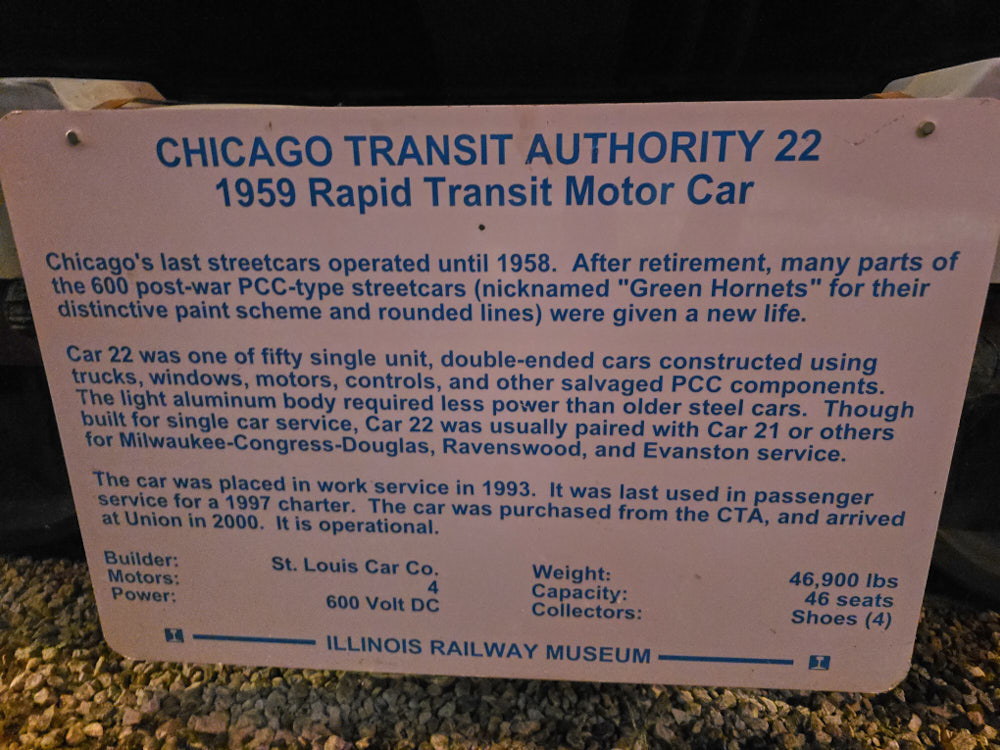 CHICAGO TRANSIT AUTHORITY 22
1959 Rapid Transit Motor Car
Chicago's last streetcars operated until 1958. After retirement, many parts of
the 600 post-war PCC-type streetcars (nicknamed "Green Hornets" for their
distinctive paint scheme and rounded lines) were given a new life.
Car 22 was one of fifty single unit, double-ended cars constructed using
trucks, windows, motors, controls, and other salvaged PCC components.
The light aluminum body required less power than older steel cars. Though
built for single car service, Car 22 was usually paired with Car 21 or others
for Milwaukee-Congress-Douglas, Ravenswood, and Evanston service.
The car was placed in work service in 1993. It was last used in passenger
service for a 1997 charter. The car was purchased from the CTA, and arrived
at Union in 2000. It is operational.
Builder: St. Louis Car Co.
Motors: 4
Power: 600 Volt DC
Weight: 46,900 lbs
Capacity: 46 seats
Collectors: Shoes (4)
I ILLINOIS RAILWAY MUSEUM I